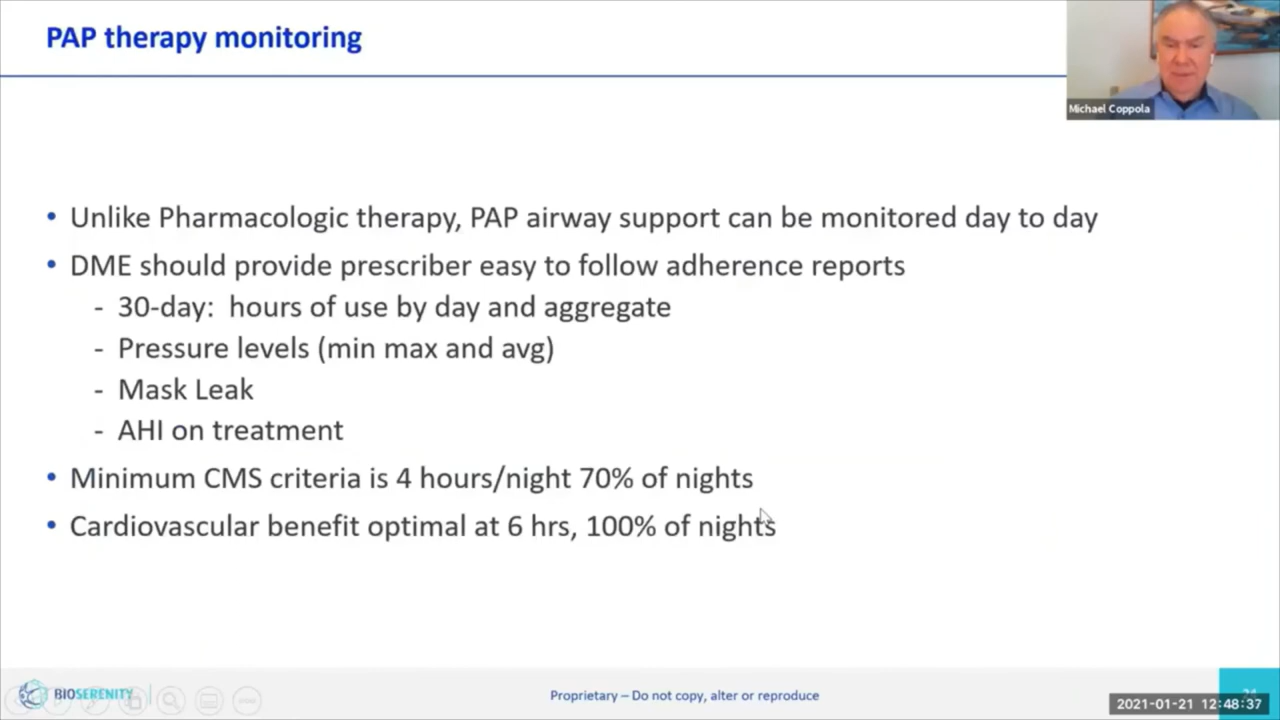 PAP therapy monitoring
Michael Coppola
• Unlike Pharmacologic therapy, PAP airway support can be monitored day to day
• DME should provide prescriber easy to follow adherence reports
- 30-day:  hours of use by day and aggregate
- Pressure levels (min max and avg)
- Mask Leak
- AHI on treatment
• Minimum CMS criteria is 4 hours/night 70% of nights
• Cardiovascular benefit optimal at 6 hrs, 100% of nights
BIOSERENITY
Proprietary – Do not copy, alter or reproduce
2021-01-21 12:48:37